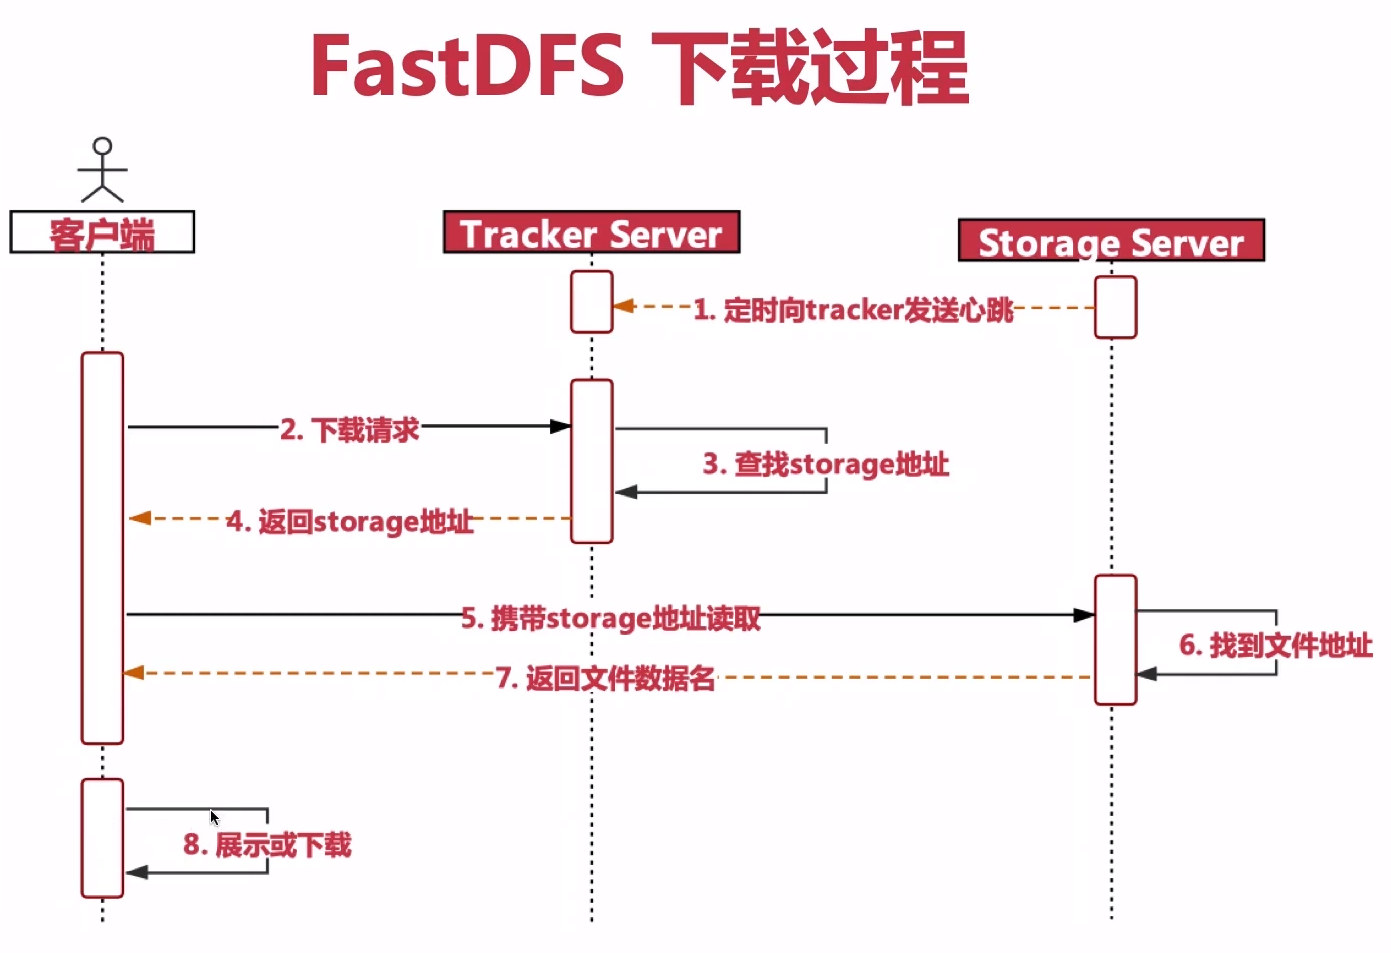 FastDFS 下载过程
客户端
Tracker Server
Storage Server
1. 定时向tracker发送心跳
2. 下载请求
3. 查找storage地址
4. 返回storage地址
5. 携带storage地址读取
6. 找到文件地址
7. 返回文件数据名
8. 展示或下载